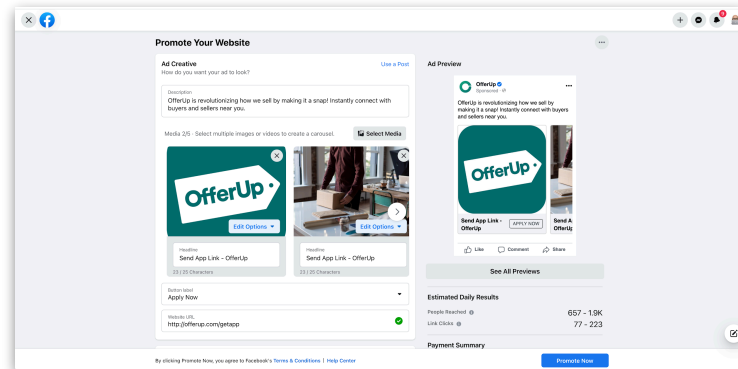 Promote Your Website
Ad Creative
Use a Post
How do you want your ad to look?
Description
OfferUp is revolutionizing how we sell by making it a snap! Instantly connect with
buyers and sellers near you.
Media 2/5 · Select multiple images or videos to create a carousel.
Select Media
OfferUp
Edit Options
Edit Options
Headline
Send App Link - OfferUp
23 / 25 Characters
Headline
Send App Link - OfferUp
23 / 25 Characters
Button label
Apply Now
Website URL
http://offerup.com/getapp
Ad Preview
OfferUp
Sponsored
OfferUp is revolutionizing how we sell by
making it a snap! Instantly connect with buyers
and sellers near you.
OfferUp
Send App Link -
OfferUp
APPLY NOW
Send A
OfferUp
Like
Comment
Share
See All Previews
Estimated Daily Results
People Reached
657 - 1.9K
Link Clicks
77 - 223
Payment Summary
By clicking Promote Now, you agree to Facebook's Terms & Conditions | Help Center
Promote Now